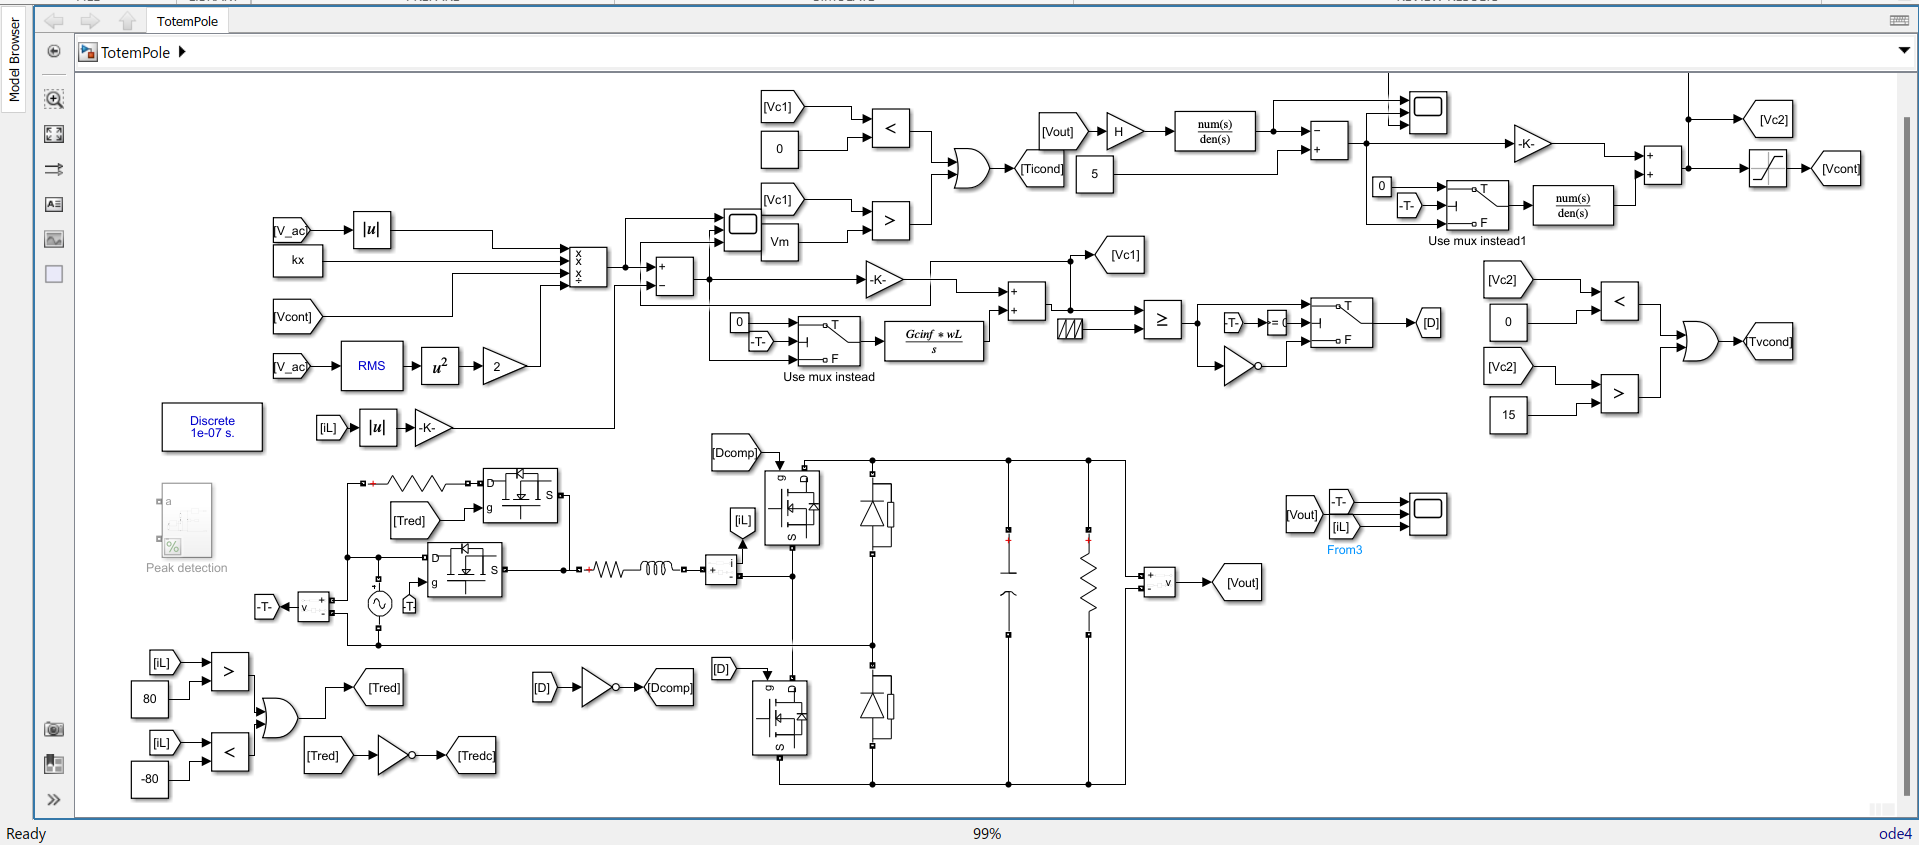 Model Browser
TotemPole
TotemPole
[Vc1]
<
0
[Vc1]
>
Vm
[Ticond]
[Vout]
H
num(s)
den(s)
5
-
+
-K-
0
-T-
T
F
Use mux instead1
num(s)
den(s)
+
+
[Vc2]
[Vcont]
[V_ac]
|u|
kx
[Vcont]
[V_ac]
RMS
u²
2
x
x
x
÷
+
-
-K-
+
+
[Vc1]
0
-T-
T
F
Use mux instead
Gcinf * wL
s
≥
-T-
>= 0
T
F
[D]
[Vc2]
<
0
[Vc2]
>
15
[Tvcond]
Discrete
1e-07 s.
[iL]
|u|
-K-
a
%
Peak detection
[Tred]
D
g
S
D
g
S
-T-
-T-
v
+
-
+
i
-
[iL]
[Dcomp]
g
D
S
[D]
g
D
S
+
-
v
[Vout]
[Vout]
-T-
[iL]
From3
[iL]
>
80
[iL]
<
-80
[Tred]
[Tred]
[Tredc]
[D]
[Dcomp]
Ready
99%
ode4